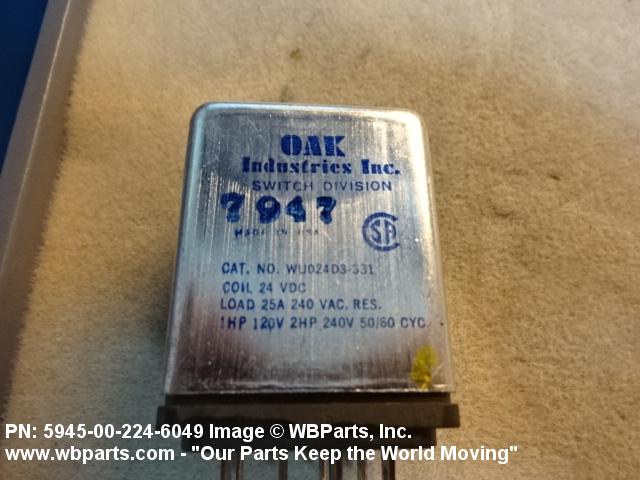 OAK
Industries Inc.
SWITCH DIVISION
7947
MADE IN USA
SA
CAT. NO. WU024D3-331
COIL 24 VDC
LOAD 25A 240 VAC. RES.
1HP 120V 2HP 240V 50/60 CYC.
PN: 5945-00-224-6049 Image © WBParts, Inc.
www.wbparts.com - "Our Parts Keep the World Moving"